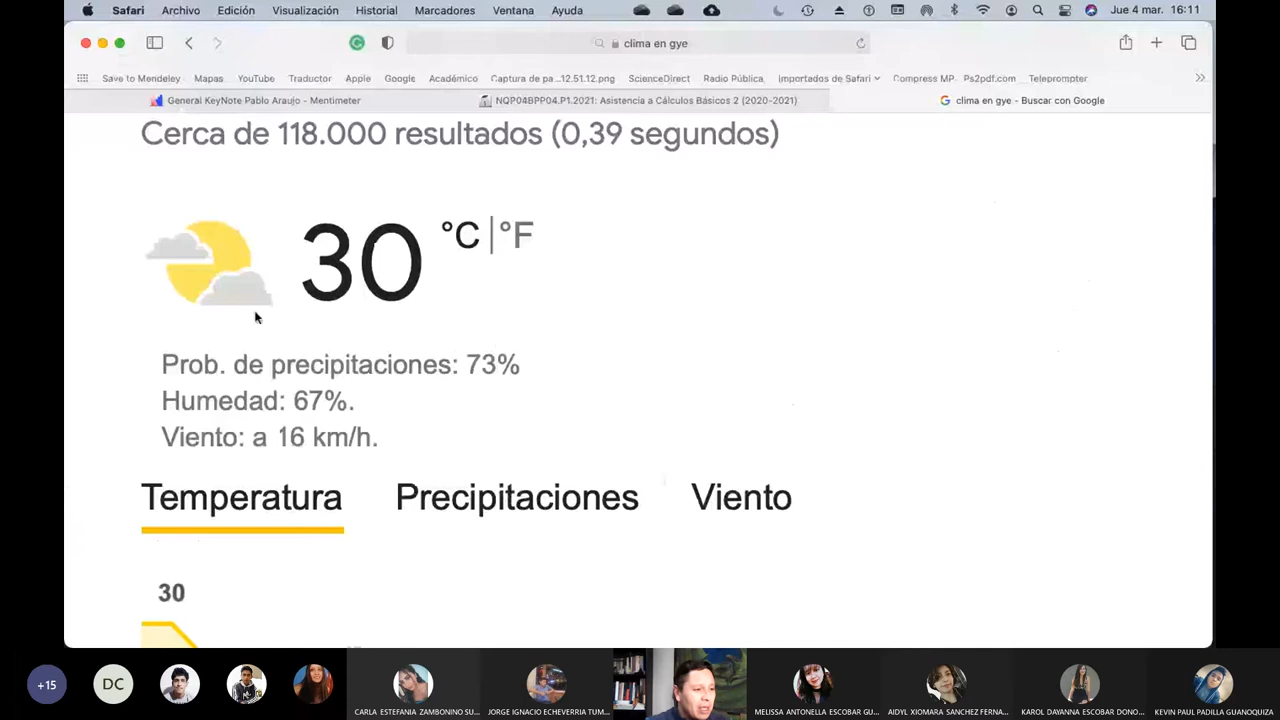 Safari Archivo Edición Visualización Historial Marcadores Ventana Ayuda Jue 4 mar. 16:11
clima en gye
Save to Mendeley Mapas YouTube Traductor Apple Google Académico Captura de pa...12.51.12.png ScienceDirect Radio Pública Importados de Safari Compress MP Ps2pdf.com Teleprompter
General KeyNote Pablo Araujo - Mentimeter NQP04BPP04.P1.2021: Asistencia a Cálculos Básicos 2 (2020-2021) clima en gye - Buscar con Google
Cerca de 118.000 resultados (0,39 segundos)
30 °C | °F
Prob. de precipitaciones: 73%
Humedad: 67%.
Viento: a 16 km/h.
Temperatura Precipitaciones Viento
30
+15 DC
CARLA ESTEFANIA ZAMBONINO SU... JORGE IGNACIO ECHEVERRIA TUM... MELISSA ANTONELLA ESCOBAR GU... AIDYL XIOMARA SANCHEZ FERNA... KAROL DAYANNA ESCOBAR DONO... KEVIN PAUL PADILLA GUANOQUIZA